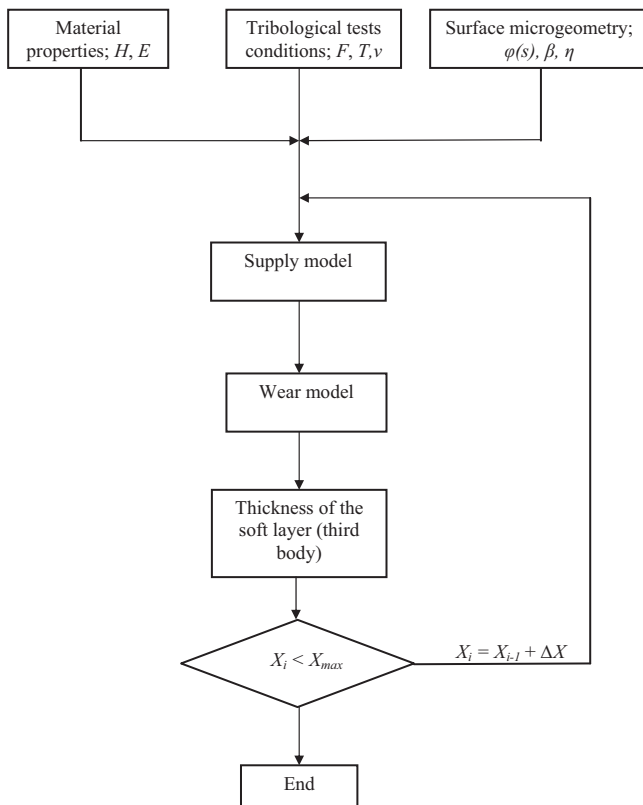 Material
properties; H, E
Tribological tests
conditions; F, T,v
Surface microgeometry;
φ(s), β, η
Supply model
Wear model
Thickness of the
soft layer (third
body)
Xi < Xmax
Xi = Xi-1 + ΔX
End